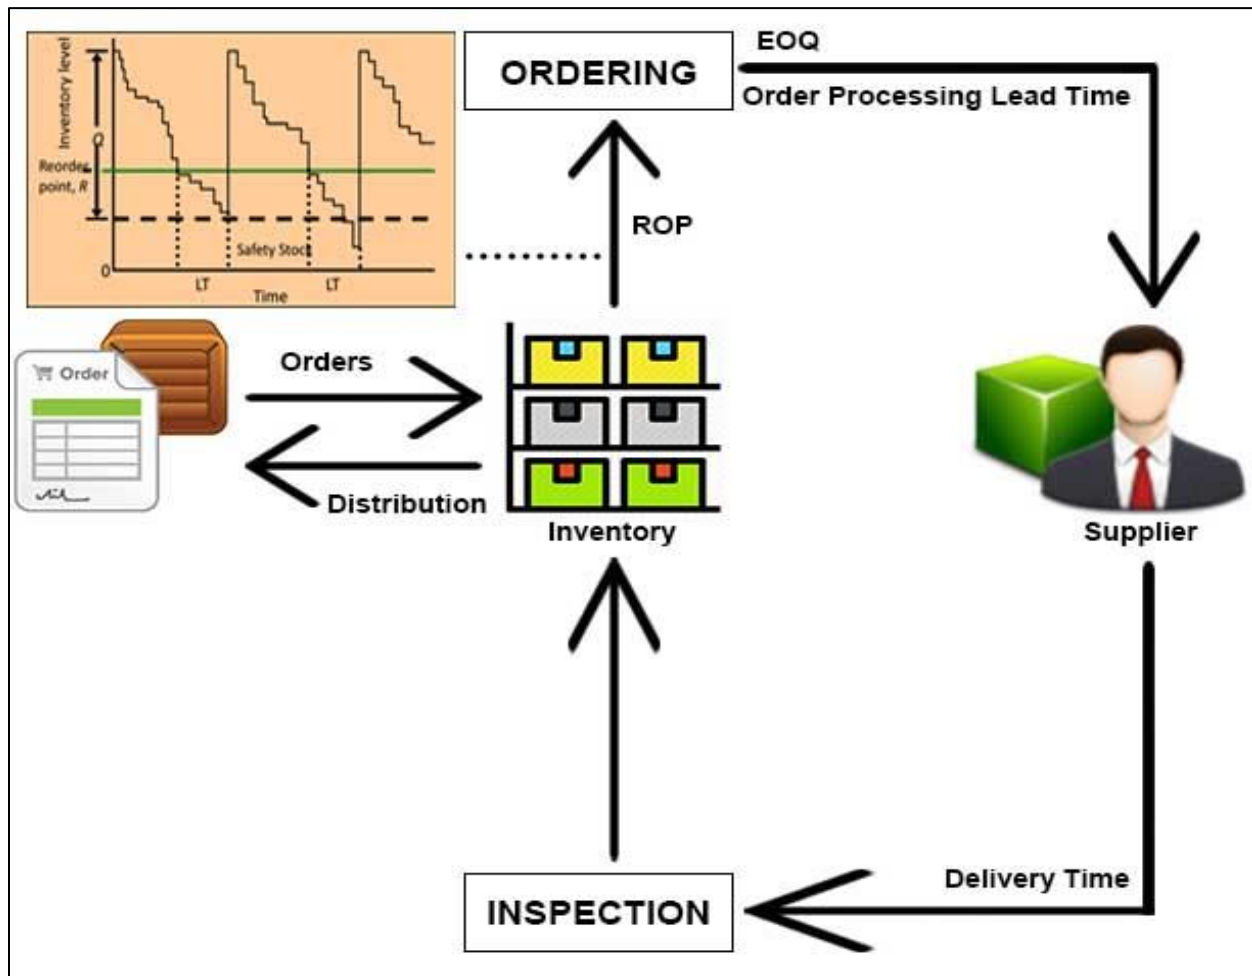 Inventory level
Q
Reorder
point, R
0
Safety Stock
LT
LT
Time
ORDERING
EOQ
Order Processing Lead Time
ROP
Order
Orders
Distribution
Inventory
Supplier
Delivery Time
INSPECTION